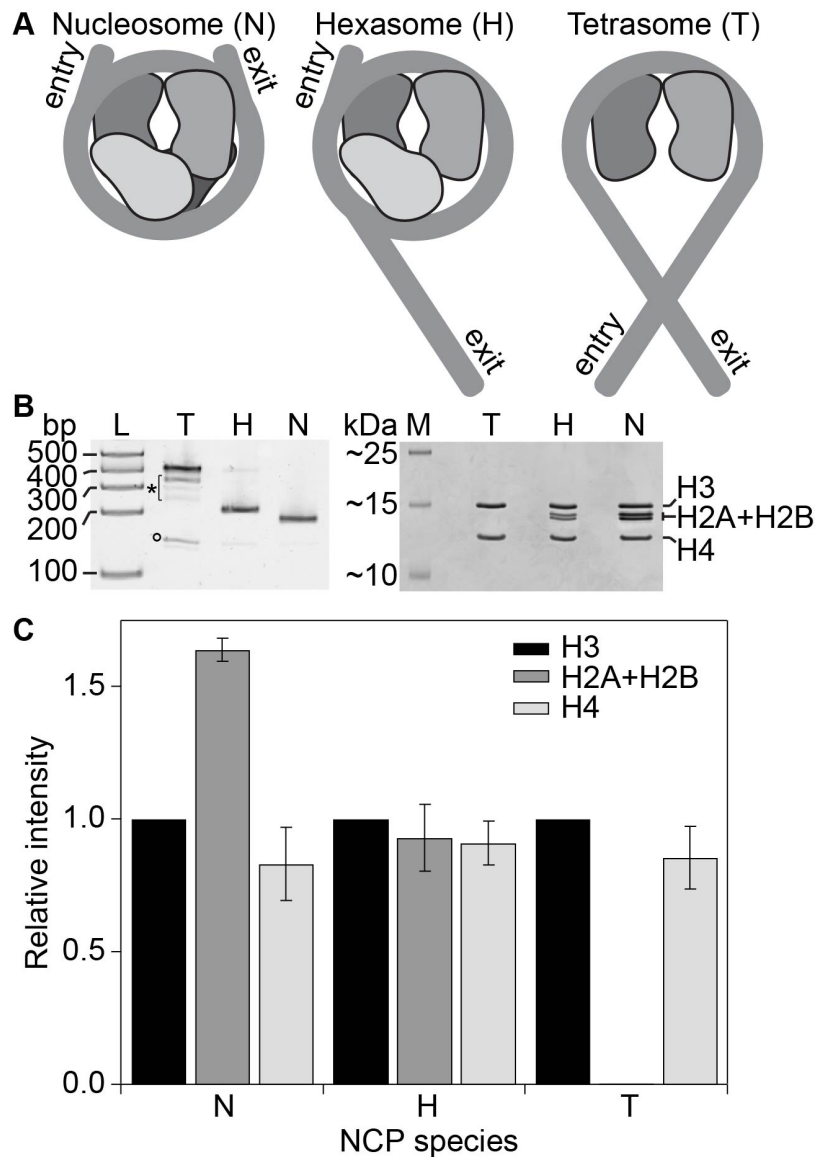 A Nucleosome (N) Hexasome (H) Tetrasome (T)
entry exit entry
exit
entry exit
B bp L T H N kDa M T H N
500
400
300
200
100
*
°
~25
~15
~10
H3
H2A+H2B
H4
C
H3
H2A+H2B
H4
Relative intensity
1.5
1.0
0.5
0.0
N H T
NCP species